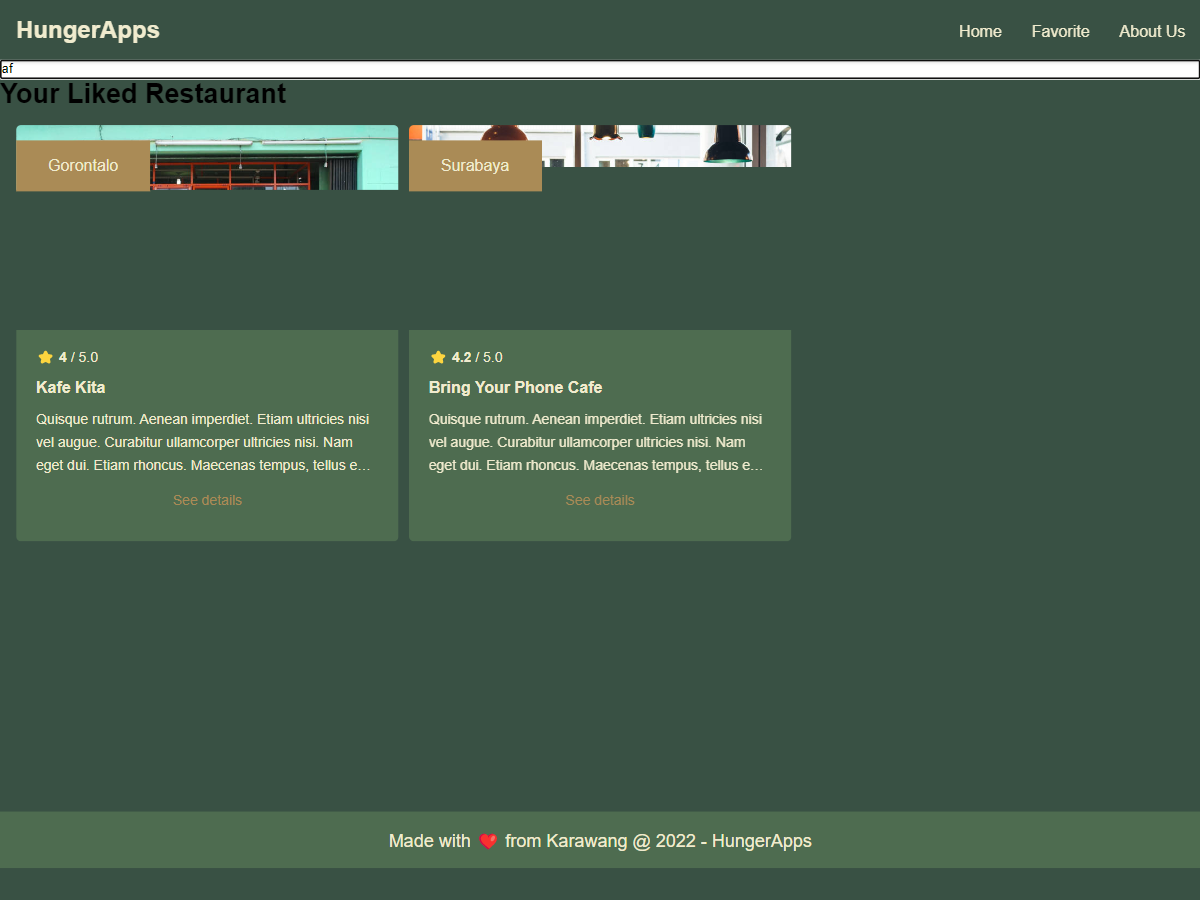 HungerApps
Home Favorite About Us
af
Your Liked Restaurant
Gorontalo
4 / 5.0
Kafe Kita
Quisque rutrum. Aenean imperdiet. Etiam ultricies nisi
vel augue. Curabitur ullamcorper ultricies nisi. Nam
eget dui. Etiam rhoncus. Maecenas tempus, tellus e…
See details
Surabaya
4.2 / 5.0
Bring Your Phone Cafe
Quisque rutrum. Aenean imperdiet. Etiam ultricies nisi
vel augue. Curabitur ullamcorper ultricies nisi. Nam
eget dui. Etiam rhoncus. Maecenas tempus, tellus e…
See details
Made with ❤️ from Karawang @ 2022 - HungerApps